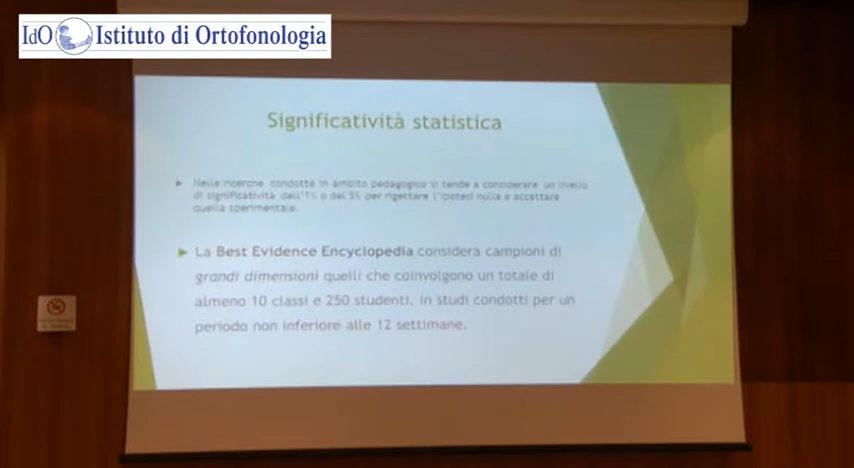 IdO Istituto di Ortofonologia
Significatività statistica
Nelle ricerche condotte in ambito pedagogico si tende a considerare un livello
di significatività dell'1% o del 5% per rigettare l'ipotesi nulla e accettare
quella sperimentale.
La Best Evidence Encyclopedia considera campioni di
grandi dimensioni quelli che coinvolgono un totale di
almeno 10 classi e 250 studenti, in studi condotti per un
periodo non inferiore alle 12 settimane.